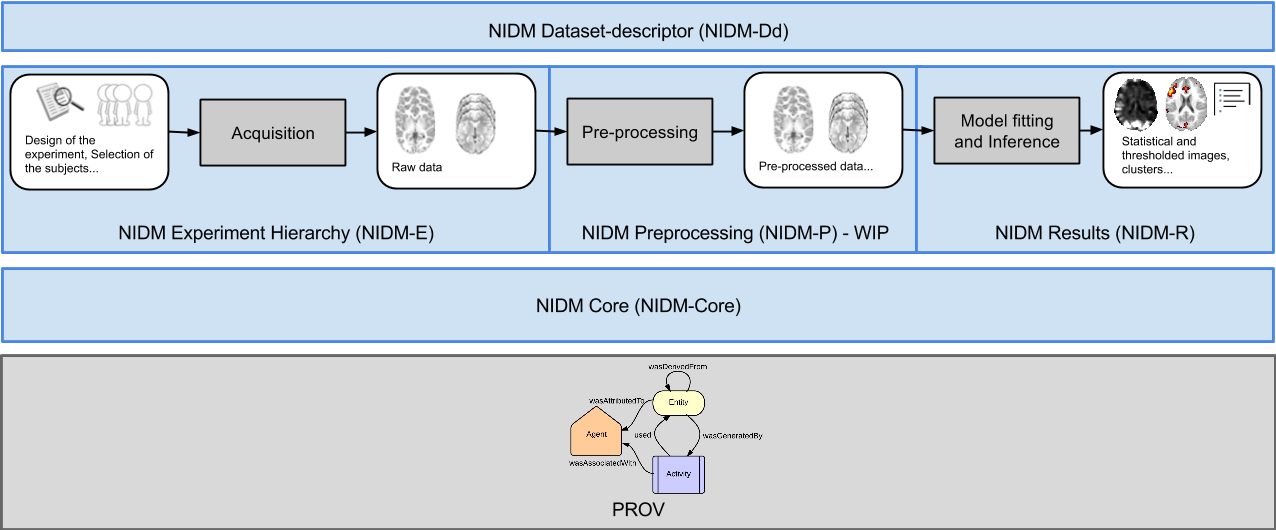 NIDM Dataset-descriptor (NIDM-Dd)
Design of the
experiment, Selection of
the subjects...
Acquisition
Raw data
NIDM Experiment Hierarchy (NIDM-E)
Pre-processing
Pre-processed data...
NIDM Preprocessing (NIDM-P) - WIP
Model fitting
and Inference
Statistical and
thresholded images,
clusters...
NIDM Results (NIDM-R)
NIDM Core (NIDM-Core)
wasDerivedFrom
wasAttributedTo
Entity
Agent
used
wasGeneratedBy
wasAssociatedWith
Activity
PROV